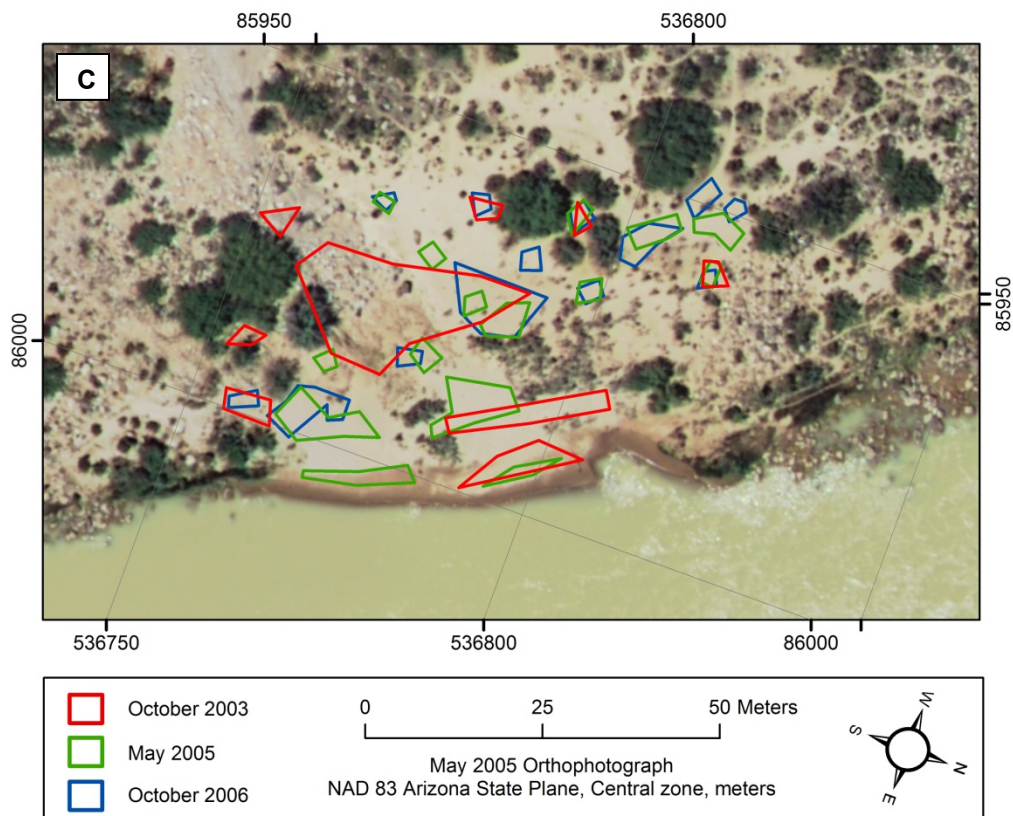 85950 536800
C
85950
86000
536750 536800 86000
October 2003
May 2005
October 2006
0 25 50 Meters
May 2005 Orthophotograph
NAD 83 Arizona State Plane, Central zone, meters
W
S
N
E